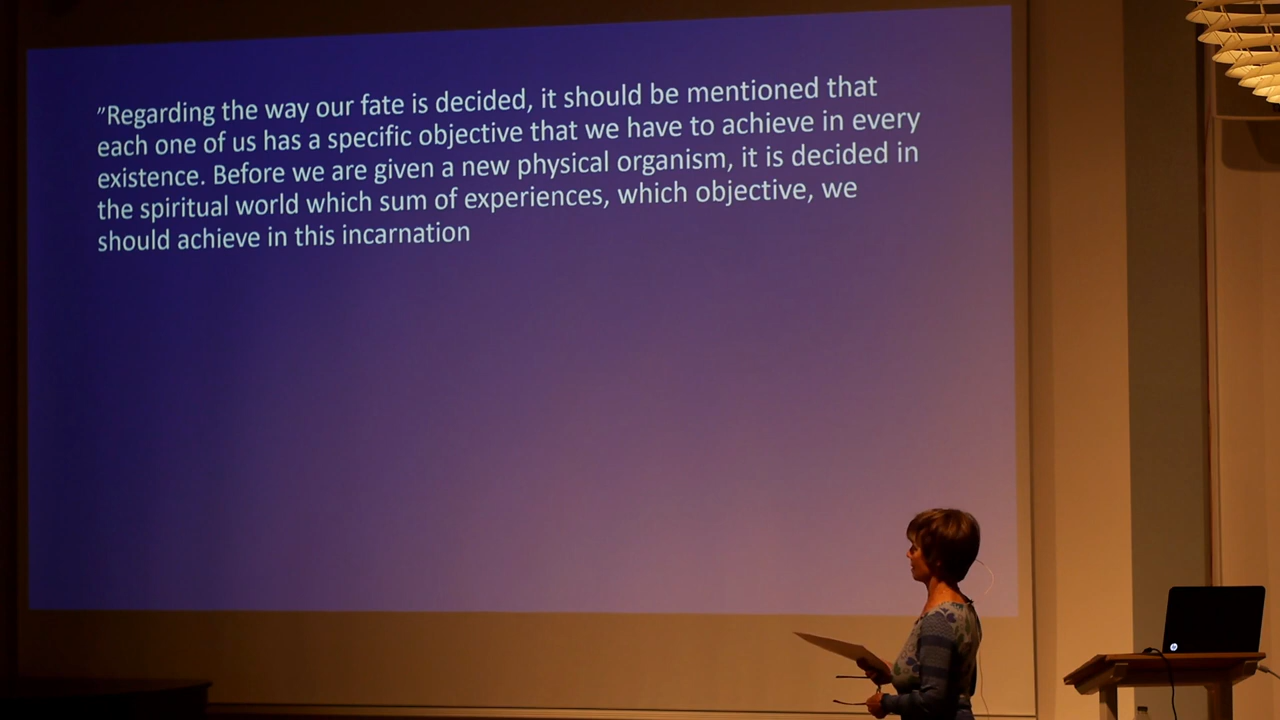 ”Regarding the way our fate is decided, it should be mentioned that
each one of us has a specific objective that we have to achieve in every
existence. Before we are given a new physical organism, it is decided in
the spiritual world which sum of experiences, which objective, we
should achieve in this incarnation
hp